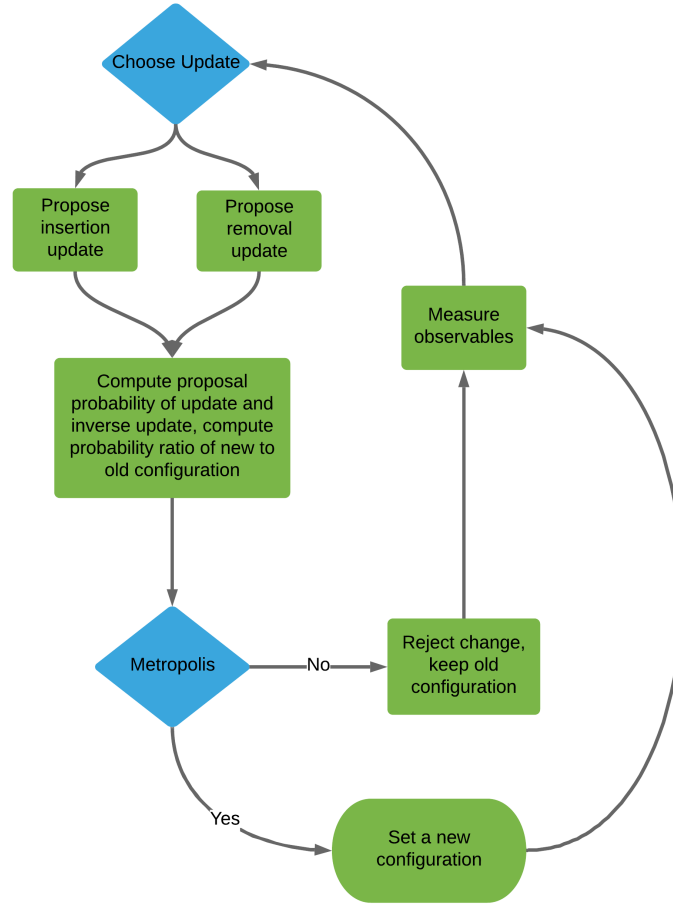 Choose Update
Propose
insertion
update
Propose
removal
update
Measure
observables
Compute proposal
probability of update and
inverse update, compute
probability ratio of new to
old configuration
Metropolis
No
Reject change,
keep old
configuration
Yes
Set a new
configuration